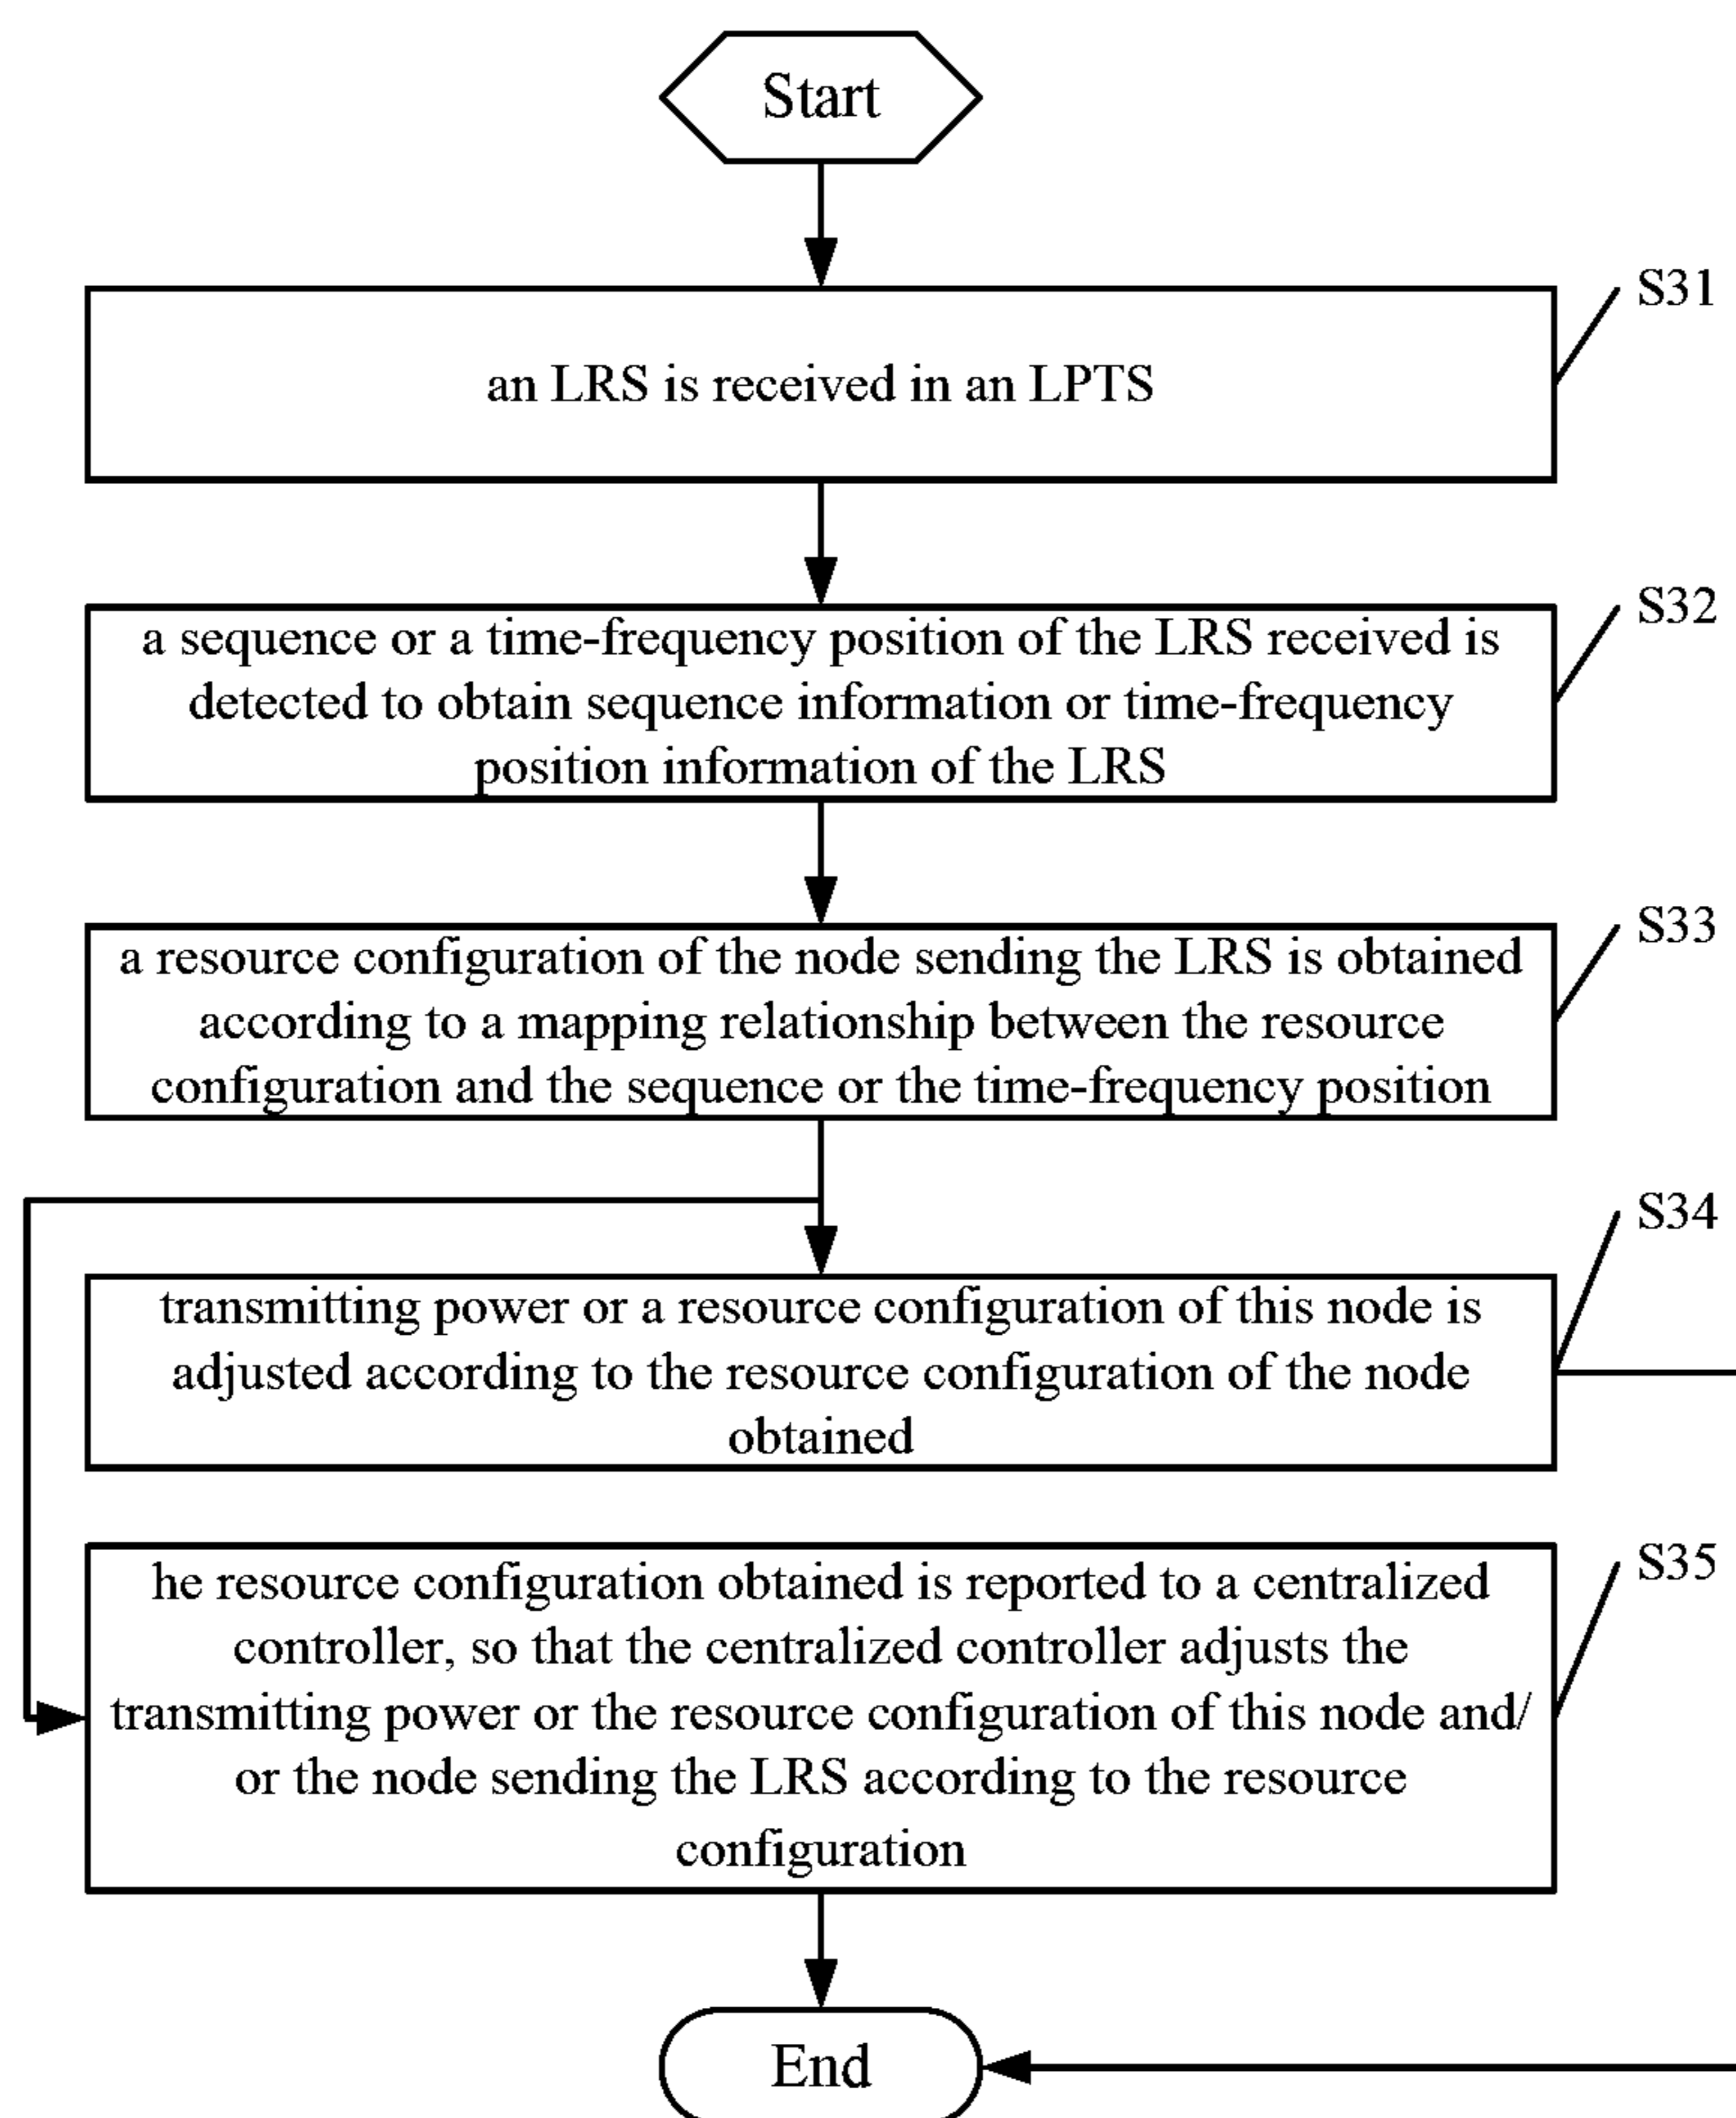 Start
S31
an LRS is received in an LPTS
S32
a sequence or a time-frequency position of the LRS received is
detected to obtain sequence information or time-frequency
position information of the LRS
S33
a resource configuration of the node sending the LRS is obtained
according to a mapping relationship between the resource
configuration and the sequence or the time-frequency position
S34
transmitting power or a resource configuration of this node is
adjusted according to the resource configuration of the node
obtained
S35
he resource configuration obtained is reported to a centralized
controller, so that the centralized controller adjusts the
transmitting power or the resource configuration of this node and/
or the node sending the LRS according to the resource
configuration
End